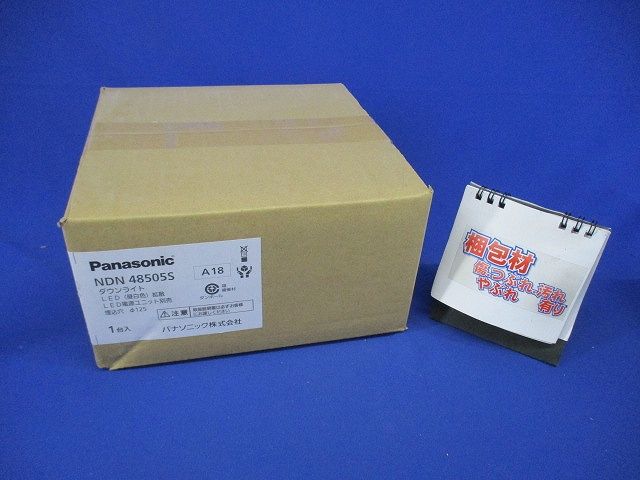 Panasonic
NDN 48505S
A18
ダウンライト
LED(昼白色) 拡散
LED電源ユニット別売
埋込穴 Φ125
ダンボール
⚠注意
1台入
パナソニック株式会社
梱包材
傷つぶれ 汚れ
やぶれ 有り